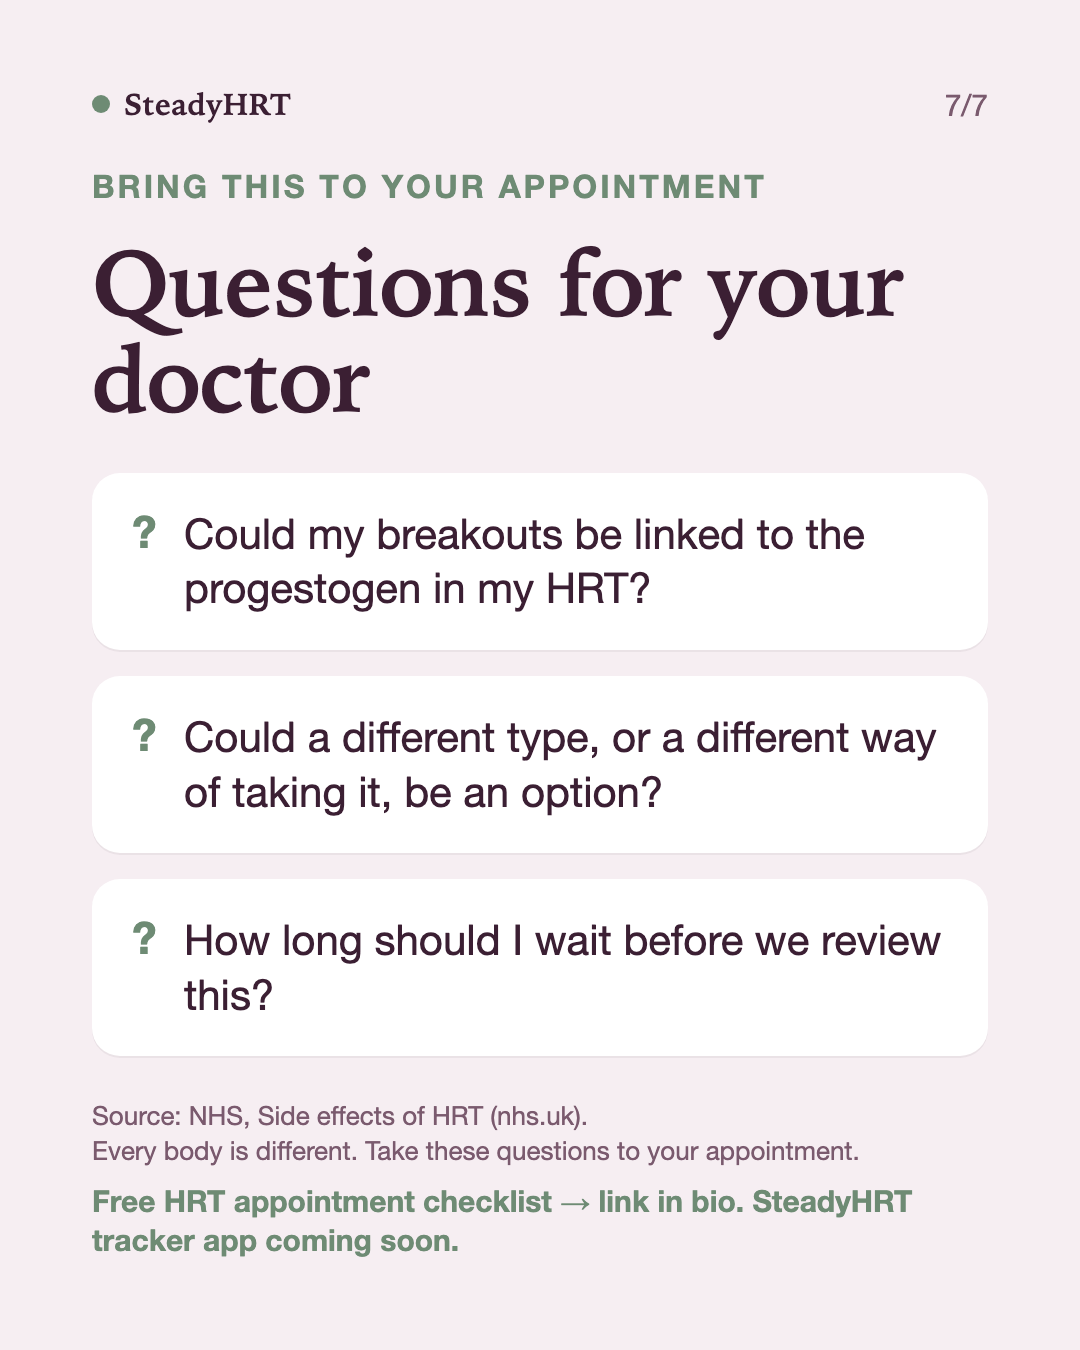 SteadyHRT
7/7
BRING THIS TO YOUR APPOINTMENT
Questions for your
doctor
? Could my breakouts be linked to the
progestogen in my HRT?
? Could a different type, or a different way
of taking it, be an option?
? How long should I wait before we review
this?
Source: NHS, Side effects of HRT (nhs.uk).
Every body is different. Take these questions to your appointment.
Free HRT appointment checklist → link in bio. SteadyHRT
tracker app coming soon.